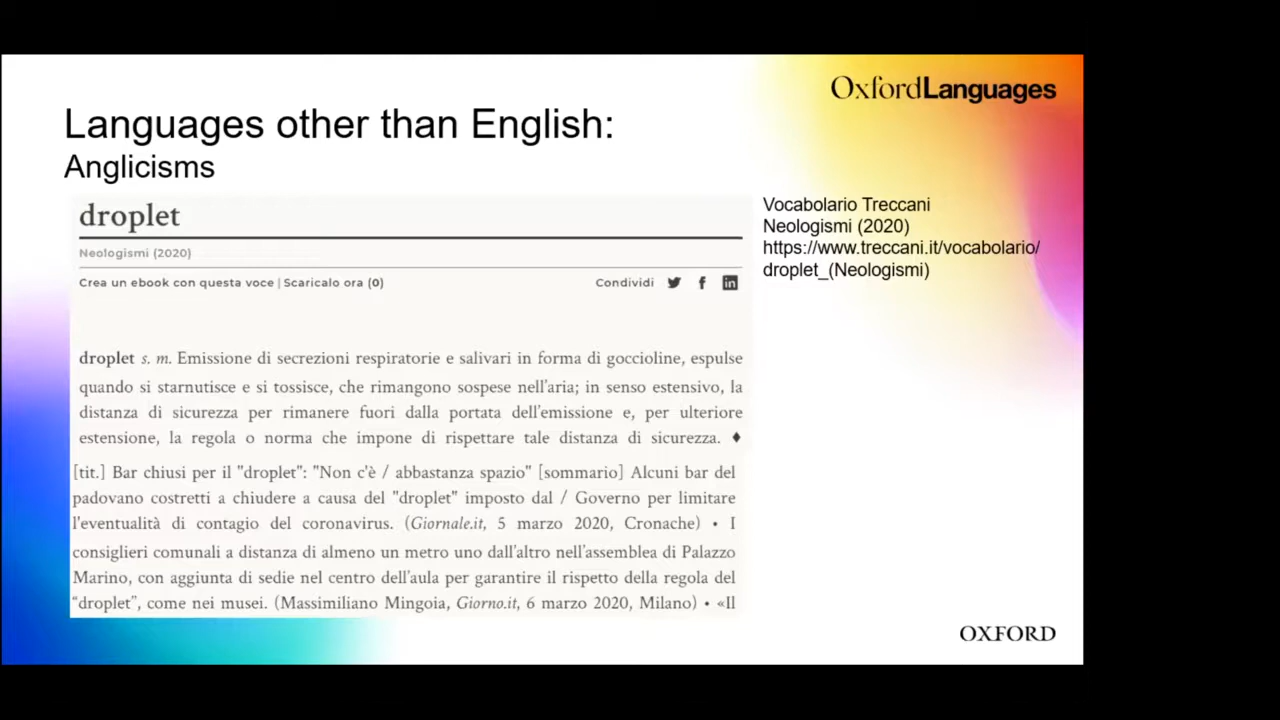 OxfordLanguages
Languages other than English:
Anglicisms
droplet
Neologismi (2020)
Crea un ebook con questa voce | Scaricalo ora (0)
Condividi
droplet s. m. Emissione di secrezioni respiratorie e salivari in forma di goccioline, espulse
quando si starnutisce e si tossisce, che rimangono sospese nell'aria; in senso estensivo, la
distanza di sicurezza per rimanere fuori dalla portata dell'emissione e, per ulteriore
estensione, la regola o norma che impone di rispettare tale distanza di sicurezza. ♦
[tit.] Bar chiusi per il "droplet": "Non c'è / abbastanza spazio" [sommario] Alcuni bar del
padovano costretti a chiudere a causa del "droplet" imposto dal / Governo per limitare
l'eventualità di contagio del coronavirus. (Giornale.it, 5 marzo 2020, Cronache) • I
consiglieri comunali a distanza di almeno un metro uno dall'altro nell'assemblea di Palazzo
Marino, con aggiunta di sedie nel centro dell'aula per garantire il rispetto della regola del
“droplet”, come nei musei. (Massimiliano Mingoia, Giorno.it, 6 marzo 2020, Milano) • «Il
Vocabolario Treccani
Neologismi (2020)
https://www.treccani.it/vocabolario/
droplet_(Neologismi)
OXFORD